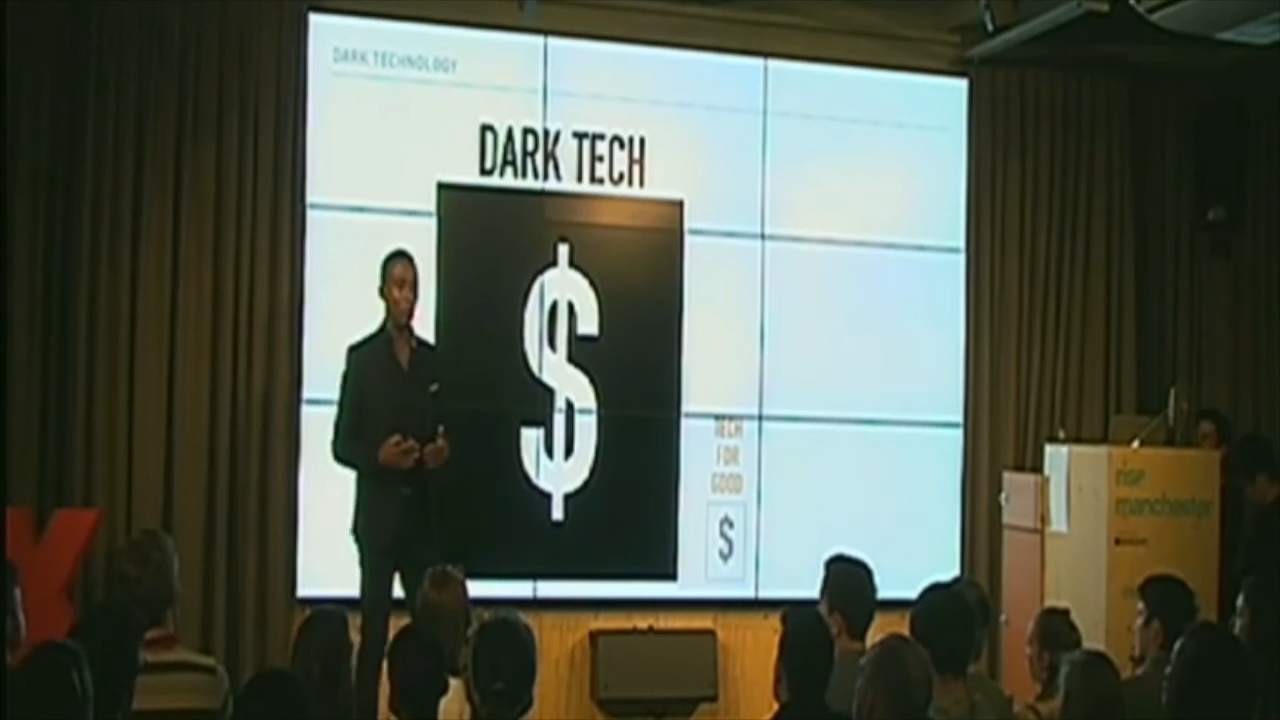 DARK TECHNOLOGY
DARK TECH
$
TECH
FOR
GOOD
$
rise
manchester
X